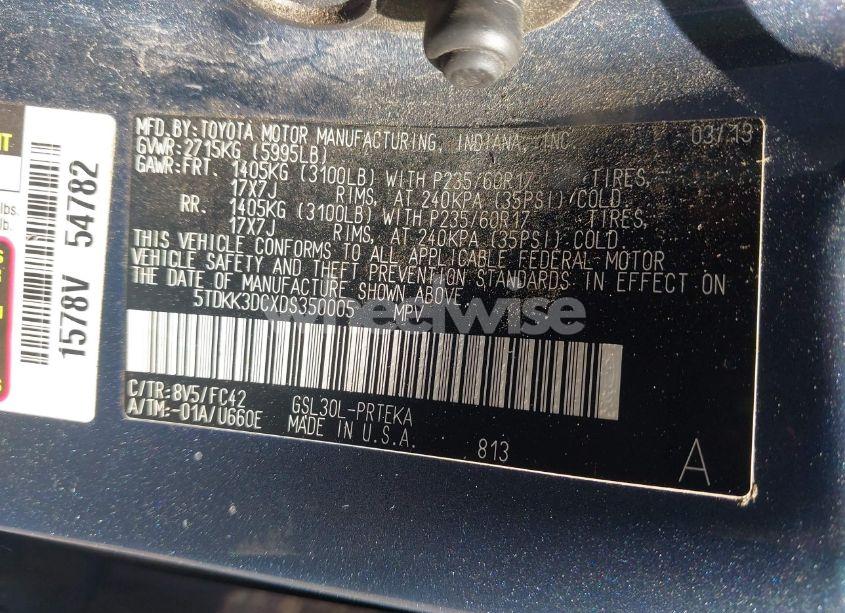 MFD.BY:TOYOTA MOTOR MANUFACTURING, INDIANA, INC. 03/13
GVWR:2715KG (5995LB)
GAWR:FRT. 1405KG (3100LB) WITH P235/60R17 TIRES,
17X7J RIMS, AT 240KPA (35PSI) COLD
RR. 1405KG (3100LB) WITH P235/60R17 TIRES,
17X7J RIMS, AT 240KPA (35PSI) COLD.
THIS VEHICLE CONFORMS TO ALL APPLICABLE FEDERAL MOTOR
VEHICLE SAFETY AND THEFT PREVENTION STANDARDS IN EFFECT ON
THE DATE OF MANUFACTURE SHOWN ABOVE.
5TDKK3DCXDS350005 MPV
C/TR:8V5/FC42 GSL30L-PRTEKA
A/TM:-01A/U660E MADE IN U.S.A.
813
A
1578V 54782
lbs.
lb.
wheelwise